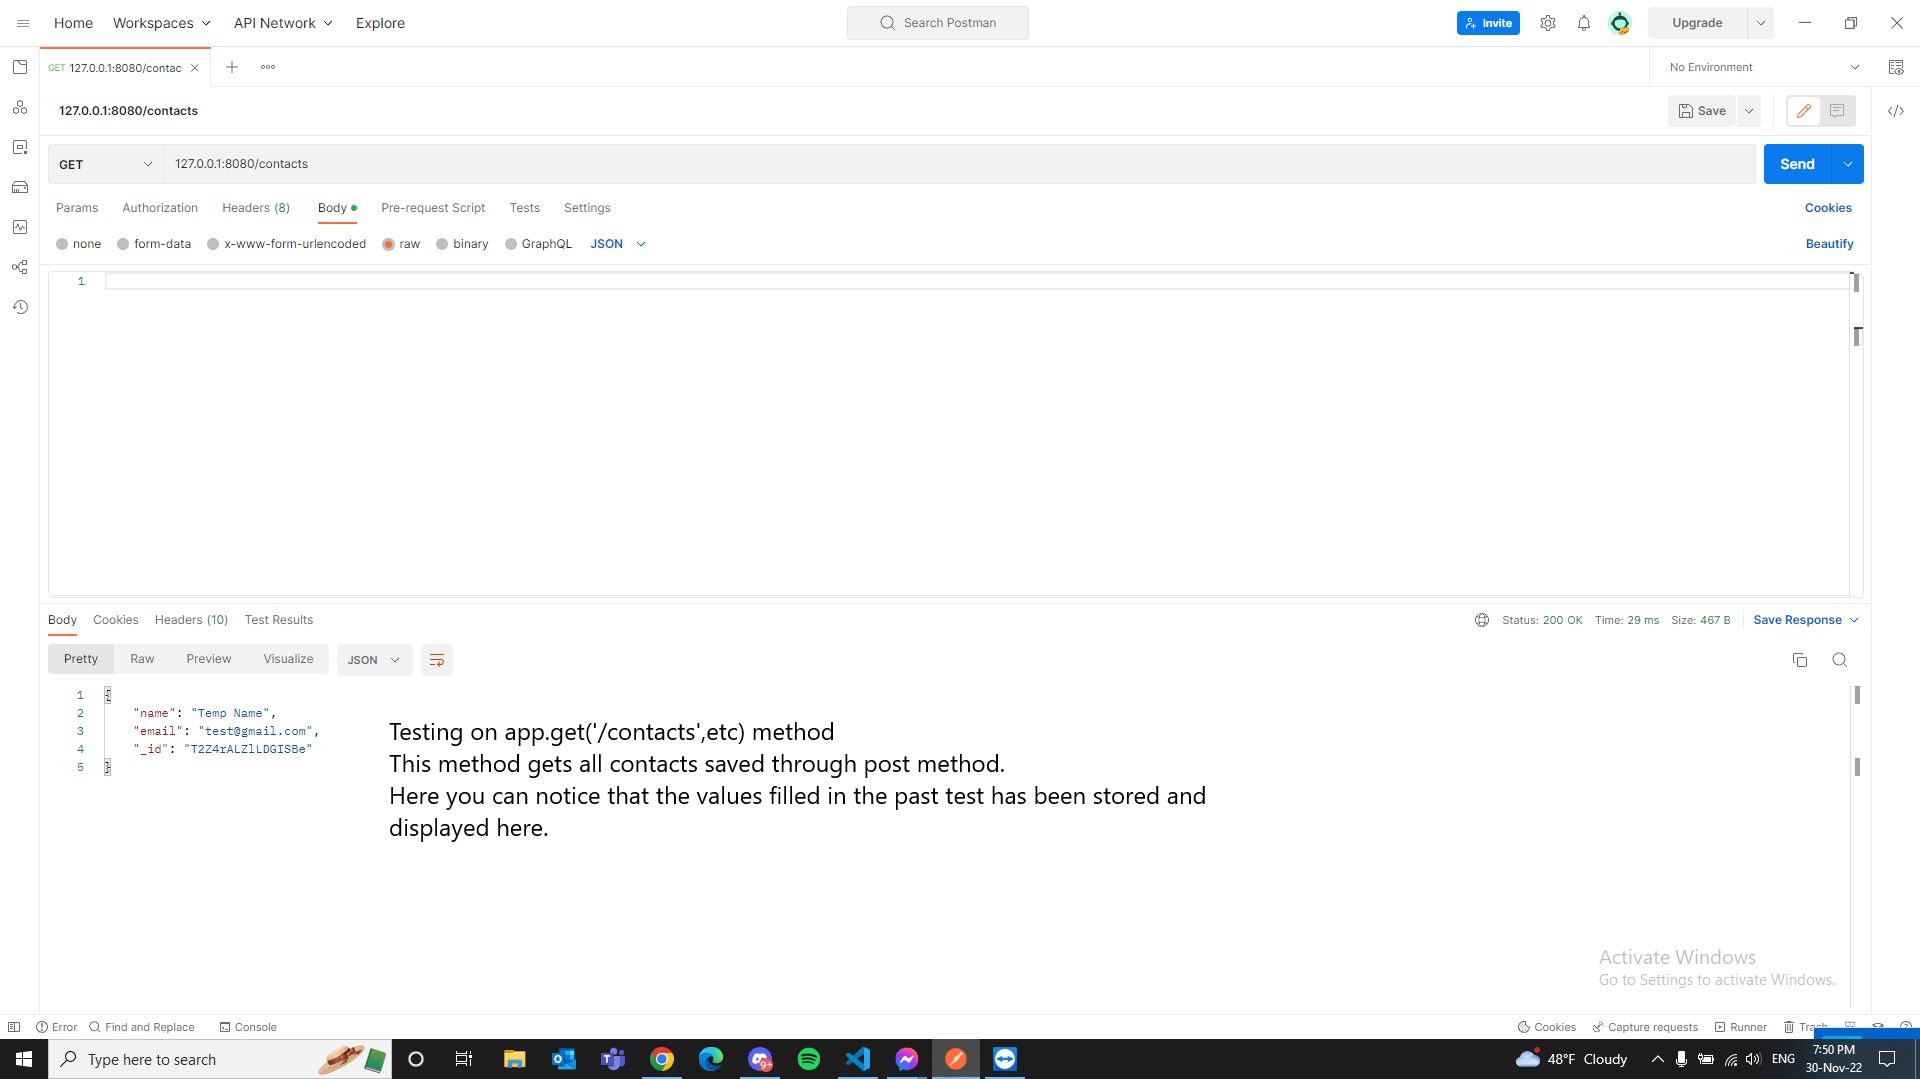 Home Workspaces API Network Explore Search Postman Invite Upgrade
GET 127.0.0.1:8080/contac No Environment
127.0.0.1:8080/contacts Save
GET 127.0.0.1:8080/contacts Send
Params Authorization Headers (8) Body Pre-request Script Tests Settings Cookies
none form-data x-www-form-urlencoded raw binary GraphQL JSON Beautify
1
Body Cookies Headers (10) Test Results Status: 200 OK Time: 29 ms Size: 467 B Save Response
Pretty Raw Preview Visualize JSON
1 {
2 "name": "Temp Name",
3 "email": "test@gmail.com",
4 "_id": "T2Z4rALZlLDGISBe"
5 }
Testing on app.get('/contacts',etc) method
This method gets all contacts saved through post method.
Here you can notice that the values filled in the past test has been stored and
displayed here.
Activate Windows
Go to Settings to activate Windows.
Error Find and Replace Console Cookies Capture requests Runner Trash
Type here to search 9+ 48°F Cloudy ENG 7:50 PM
30-Nov-22